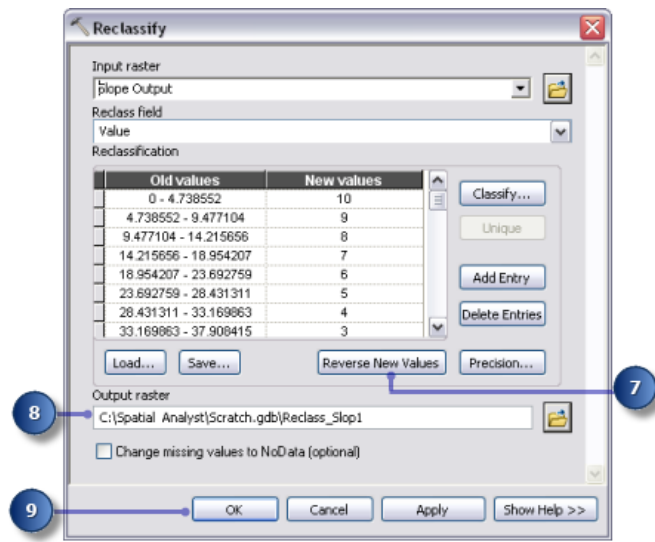 Reclassify
Input raster
Slope Output
Reclass field
Value
Reclassification
Old values New values
0 - 4.738552 10
4.738552 - 9.477104 9
9.477104 - 14.215656 8
14.215656 - 18.954207 7
18.954207 - 23.692759 6
23.692759 - 28.431311 5
28.431311 - 33.169863 4
33.169863 - 37.908415 3
Classify...
Unique
Add Entry
Delete Entries
Load... Save... Reverse New Values Precision...
7
Output raster
8
C:\Spatial Analyst\Scratch.gdb\Reclass_Slop1
Change missing values to NoData (optional)
9
OK Cancel Apply Show Help >>